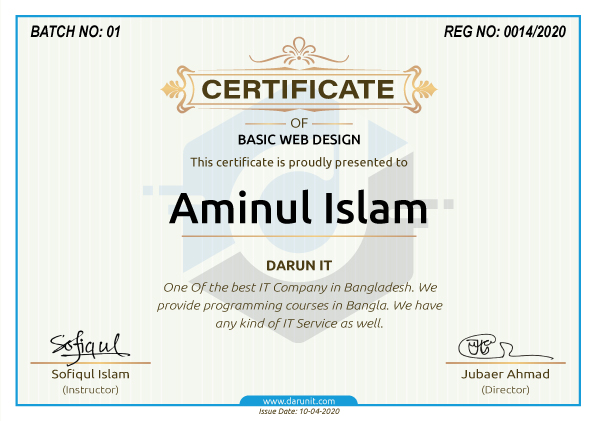 BATCH NO: 01
REG NO: 0014/2020
CERTIFICATE
OF
BASIC WEB DESIGN
This certificate is proudly presented to
Aminul Islam
DARUN IT
One Of the best IT Company in Bangladesh. We
provide programming courses in Bangla. We have
any kind of IT Service as well.
Sofiqul
Sofiqul Islam
(Instructor)
Jubaer Ahmad
(Director)
www.darunit.com
Issue Date: 10-04-2020